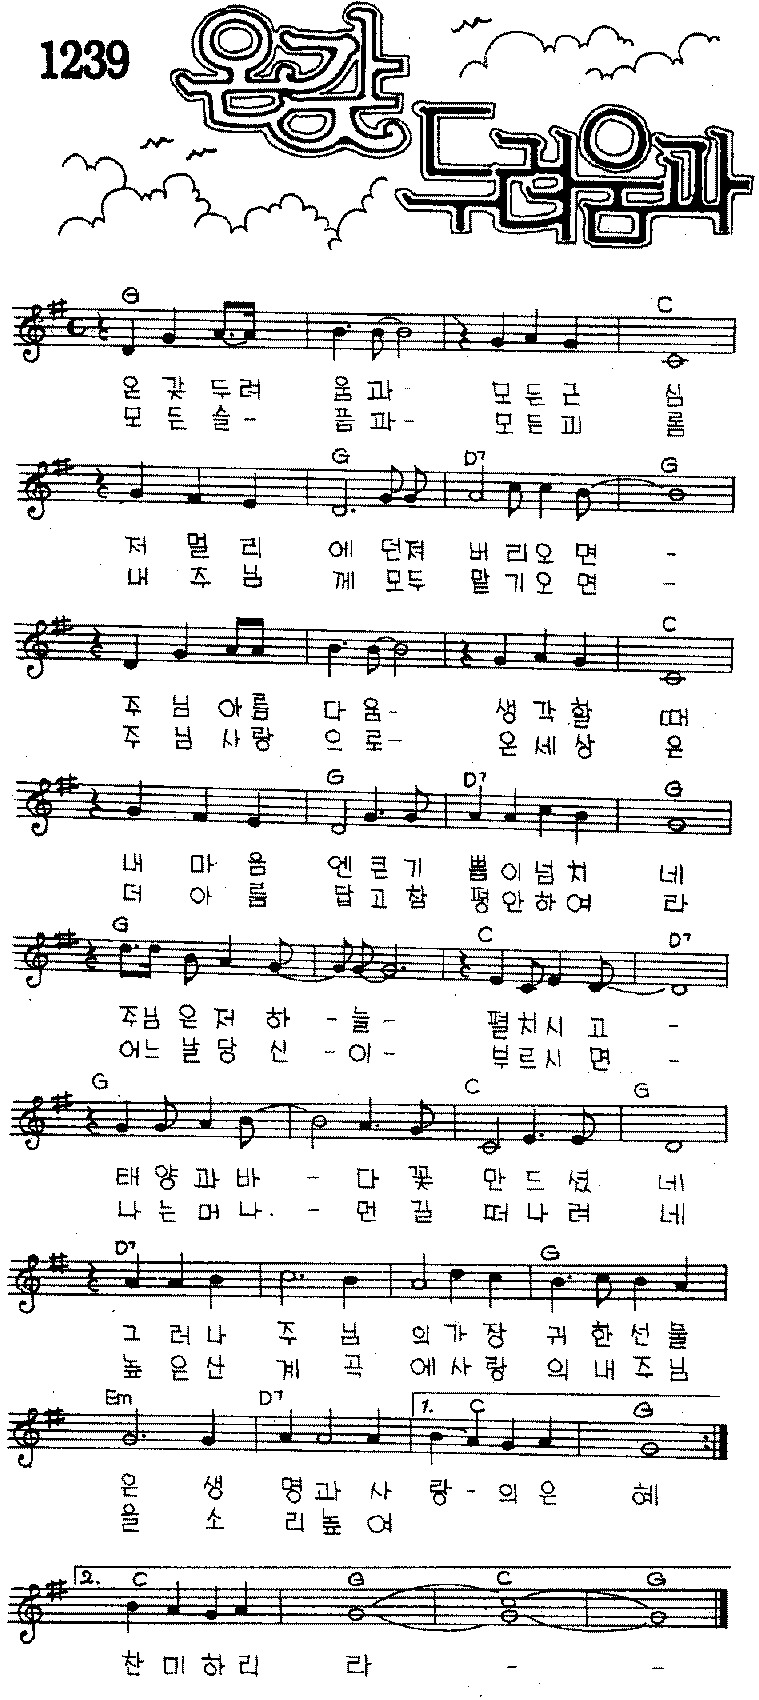 1239
온갖
두려움과
G C
온 갖 두 려 움 과 - 모 든 근 심
모 든 슬 - 픔 과 - 모 든 괴 롬
G D7 G
저 멀 리 에 던 져 버 리 오 면 -
내 주 님 께 모 두 맡 기 오 면 -
C
주 님 아 름 다 움 - 생 각 할 때
주 님 사 랑 으 로 - 온 세 상 은
G D7 G
내 마 음 엔 큰 기 쁨 이 넘 치 네
더 아 름 답 고 참 평 안 하 여 라
G C D7
주 님 은 저 하 - 늘 - 펼 치 시 고 -
어 느 날 당 신 - 이 - 부 르 시 면 -
G C G
태 양 과 바 - 다 꽃 만 드 셨 네
나 는 머 나 - 먼 길 떠 나 려 네
D7 G
그 러 나 주 님 의 가 장 귀 한 선 물
높 은 산 계 곡 에 사 랑 의 내 주 님
Em D7 1. C G
은 생 명 과 사 랑 - 의 은 혜
을 소 리 높 여
2. C G C G
찬 미 하 리 라 - -